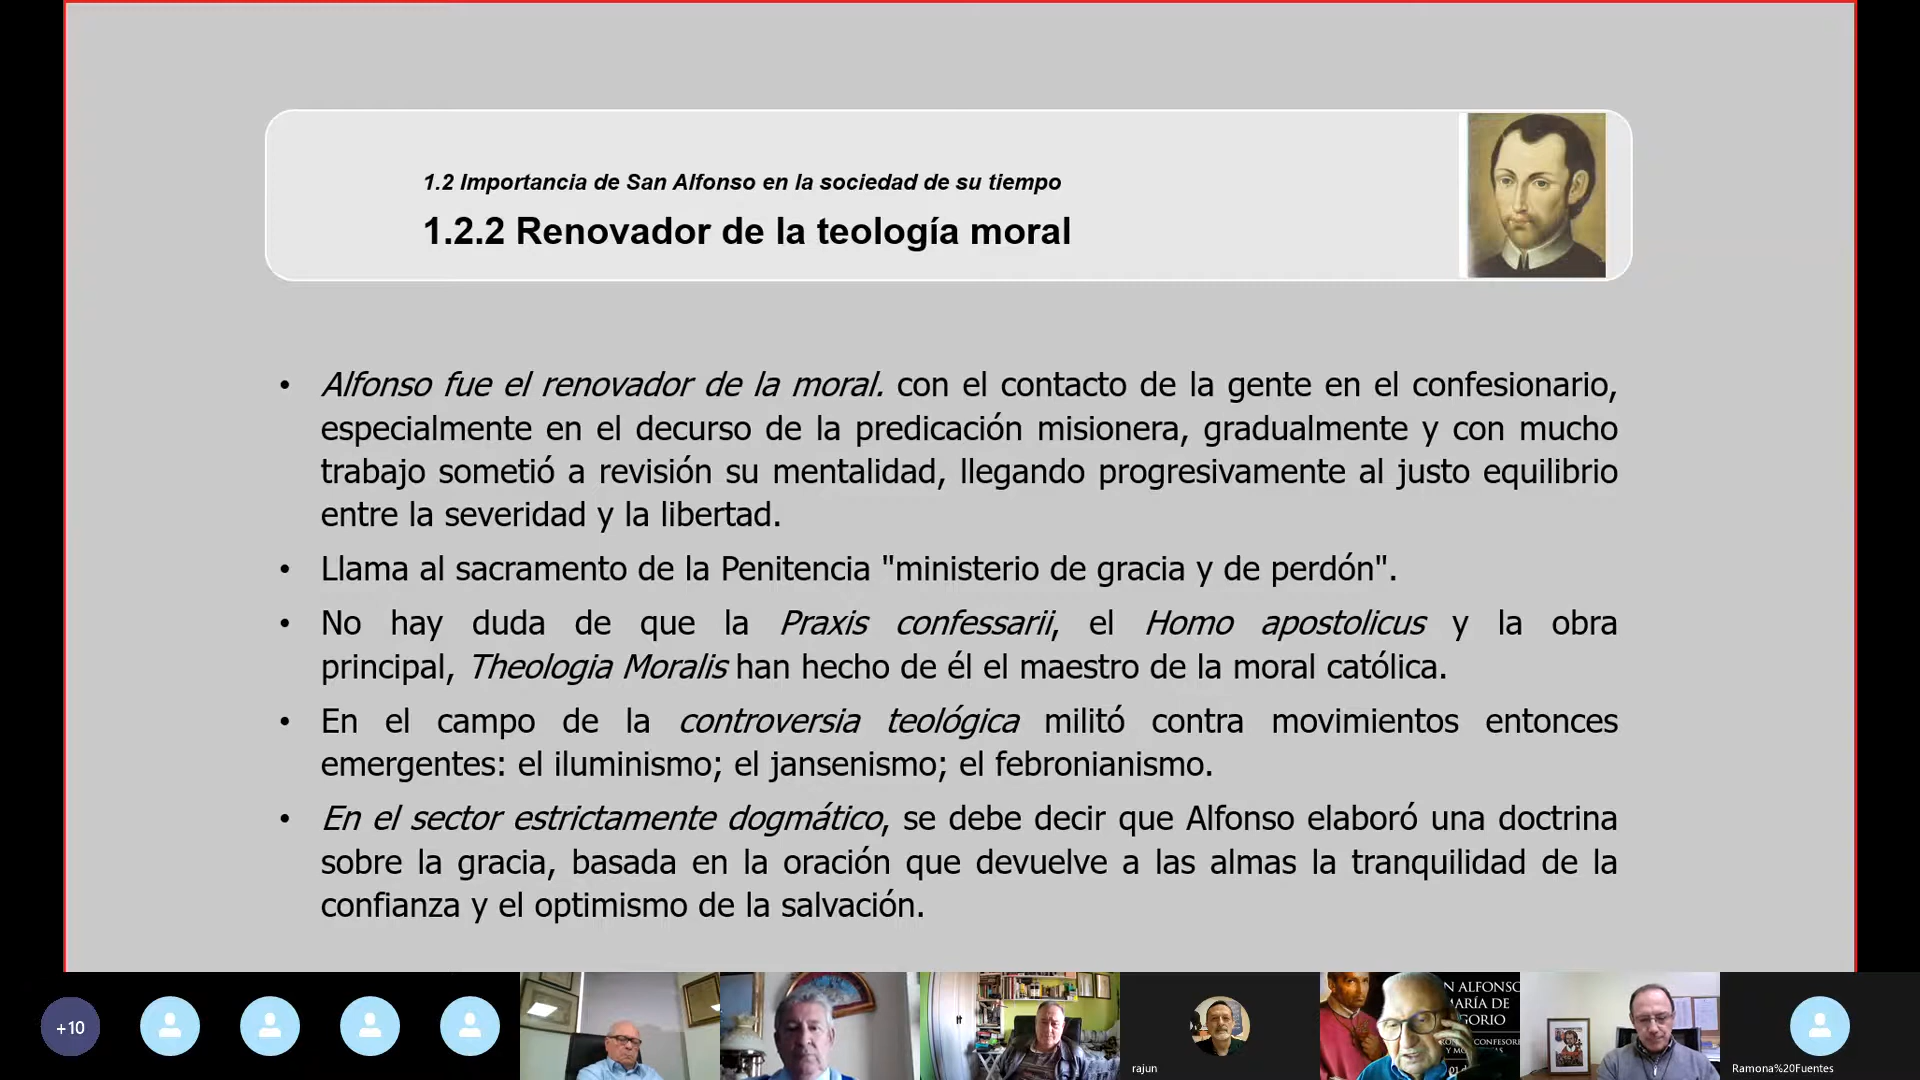 1.2 Importancia de San Alfonso en la sociedad de su tiempo
1.2.2 Renovador de la teología moral
• Alfonso fue el renovador de la moral. con el contacto de la gente en el confesionario,
especialmente en el decurso de la predicación misionera, gradualmente y con mucho
trabajo sometió a revisión su mentalidad, llegando progresivamente al justo equilibrio
entre la severidad y la libertad.
• Llama al sacramento de la Penitencia "ministerio de gracia y de perdón".
• No hay duda de que la Praxis confessarii, el Homo apostolicus y la obra
principal, Theologia Moralis han hecho de él el maestro de la moral católica.
• En el campo de la controversia teológica militó contra movimientos entonces
emergentes: el iluminismo; el jansenismo; el febronianismo.
• En el sector estrictamente dogmático, se debe decir que Alfonso elaboró una doctrina
sobre la gracia, basada en la oración que devuelve a las almas la tranquilidad de la
confianza y el optimismo de la salvación.
+10
rajun
N ALFONSO
MARÍA DE
GORIO
CONFESORE
Ramona%20Fuentes